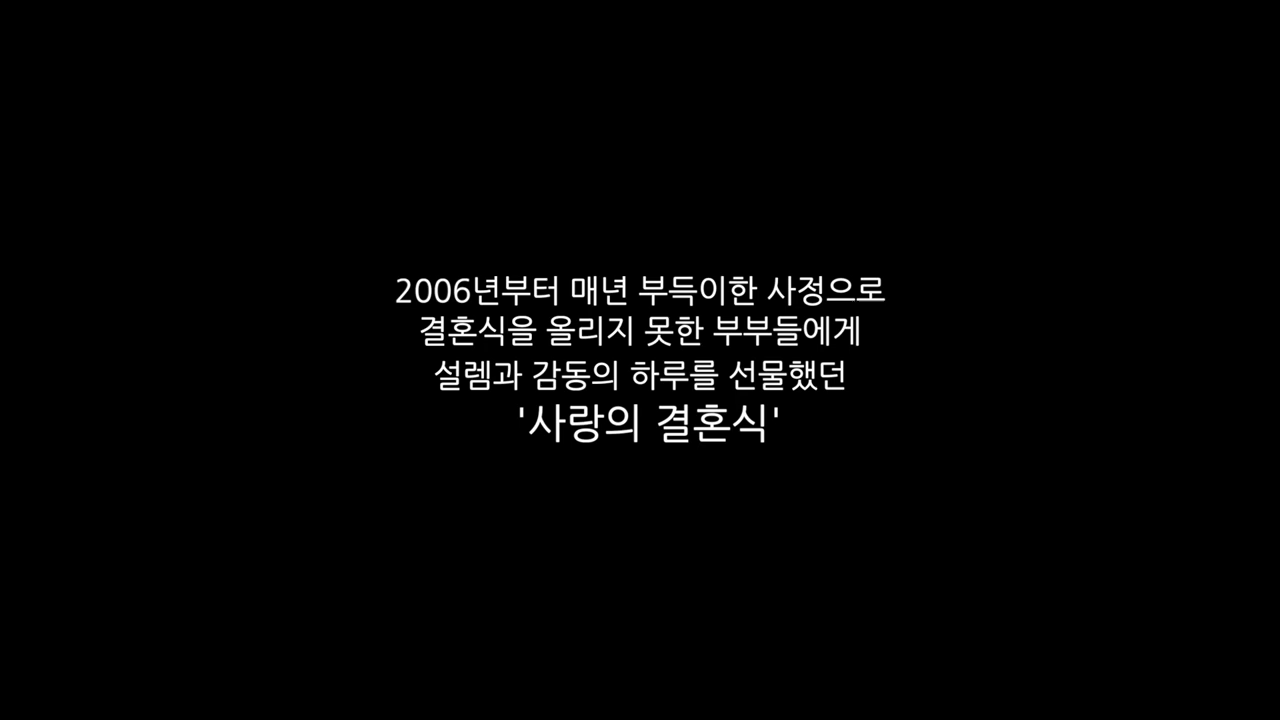 2006년부터 매년 부득이한 사정으로
결혼식을 올리지 못한 부부들에게
설렘과 감동의 하루를 선물했던
'사랑의 결혼식'